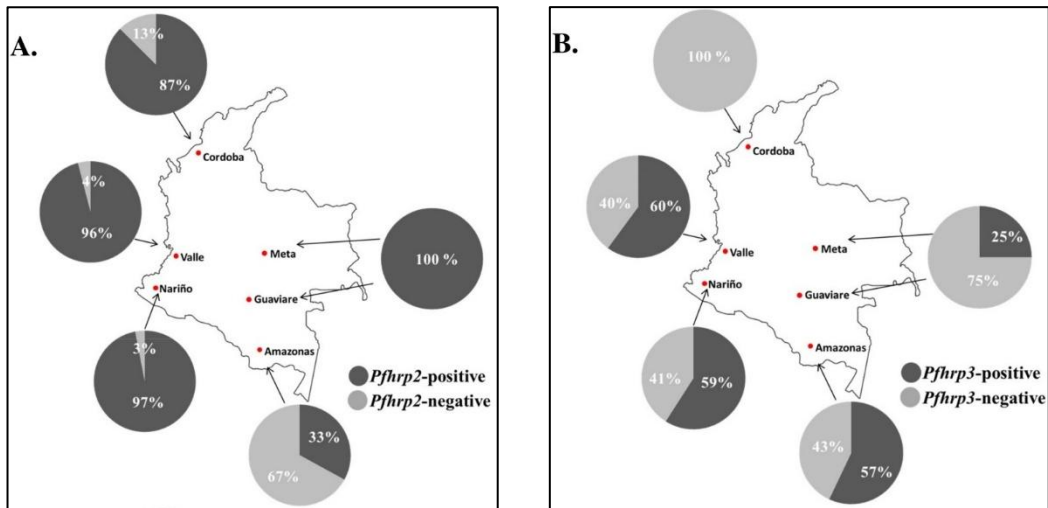 A.
13%
87%
Cordoba
4%
96%
Valle
Meta
100 %
Nariño
Guaviare
3%
97%
Amazonas
Pfhrp2-positive
Pfhrp2-negative
33%
67%
B.
100 %
Cordoba
40%
60%
Valle
Meta
25%
75%
Nariño
Guaviare
41%
59%
Amazonas
Pfhrp3-positive
Pfhrp3-negative
43%
57%